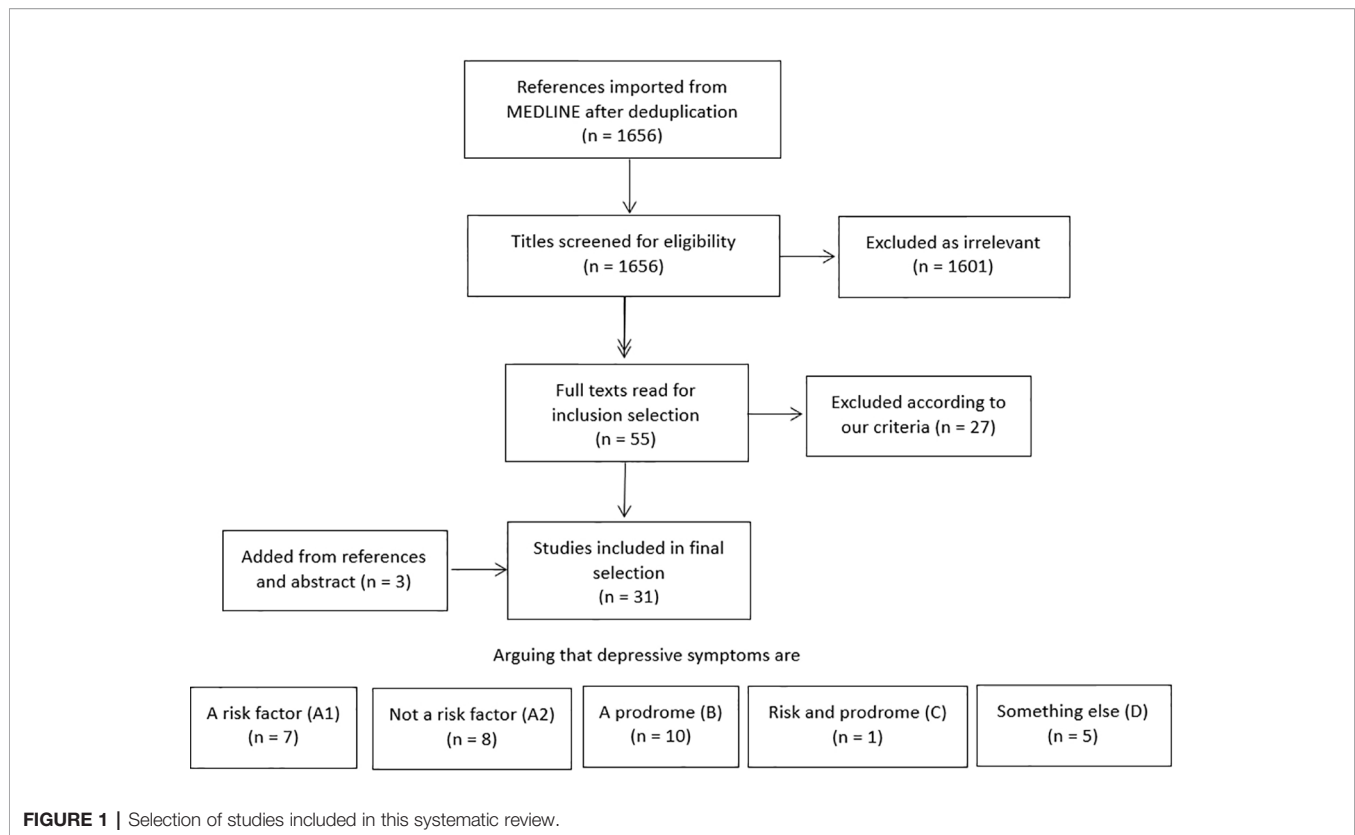 References imported from
MEDLINE after deduplication
(n = 1656)
Titles screened for eligibility
(n = 1656)
Excluded as irrelevant
(n = 1601)
Full texts read for
inclusion selection
(n = 55)
Excluded according to
our criteria (n = 27)
Added from references
and abstract (n = 3)
Studies included in final
selection
(n = 31)
Arguing that depressive symptoms are
A risk factor (A1)
(n = 7)
Not a risk factor (A2)
(n = 8)
A prodrome (B)
(n = 10)
Risk and prodrome (C)
(n = 1)
Something else (D)
(n = 5)
FIGURE 1 | Selection of studies included in this systematic review.